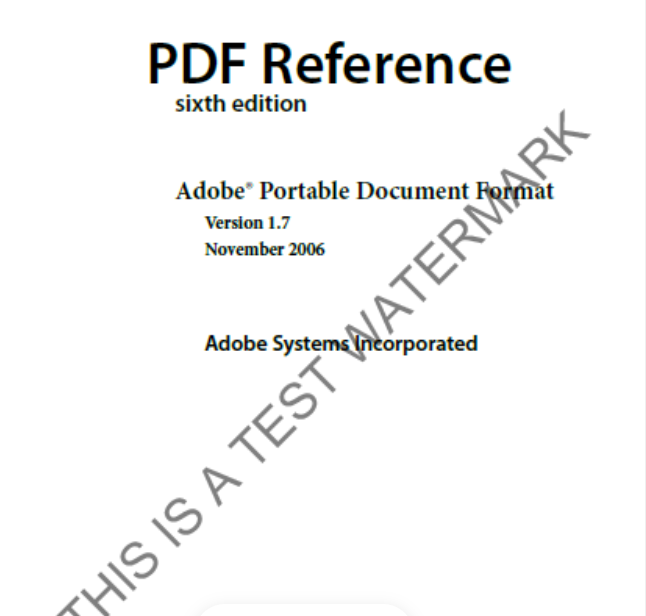 PDF Reference
sixth edition
Adobe® Portable Document Format
Version 1.7
November 2006
Adobe Systems Incorporated
THIS IS A TEST WATERMARK